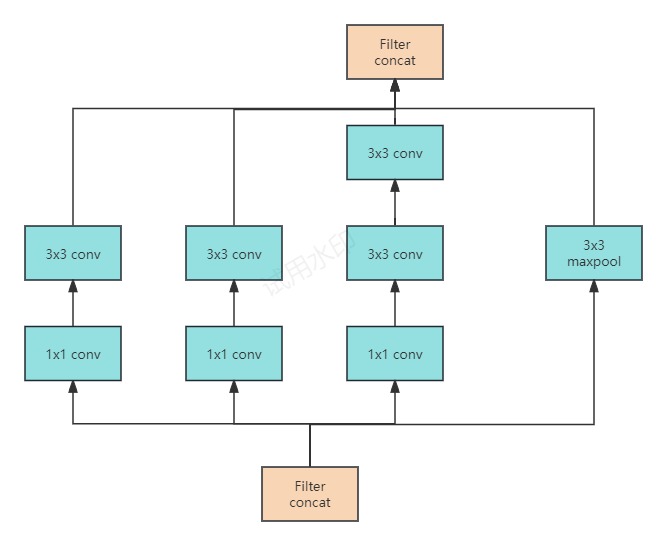 Filter
concat
3x3 conv
3x3 conv
3x3 conv
3x3 conv
3x3
maxpool
试用水印
1x1 conv
1x1 conv
1x1 conv
Filter
concat